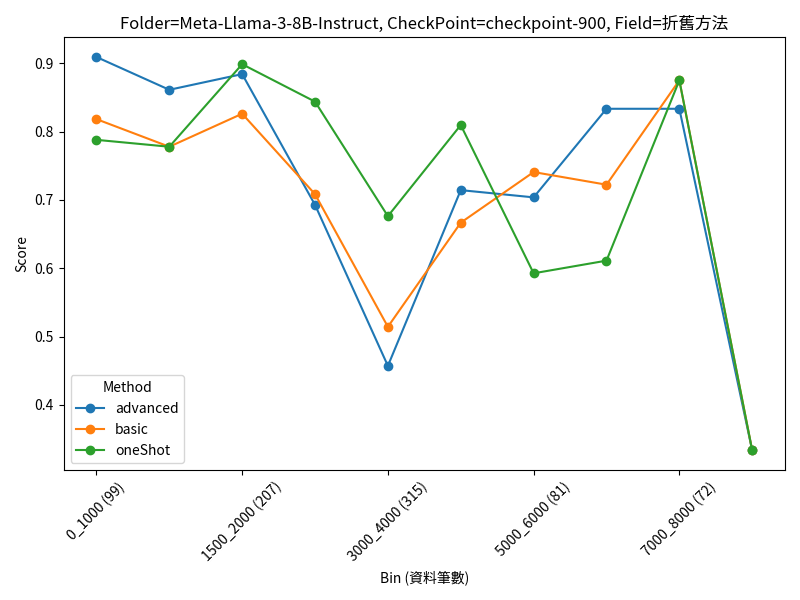 Folder=Meta-Llama-3-8B-Instruct, CheckPoint=checkpoint-900, Field=折舊方法
0.9
0.8
0.7
0.6
0.5
0.4
Score
Method
advanced
basic
oneShot
0_1000 (99)
1500_2000 (207)
3000_4000 (315)
5000_6000 (81)
7000_8000 (72)
Bin (資料筆數)